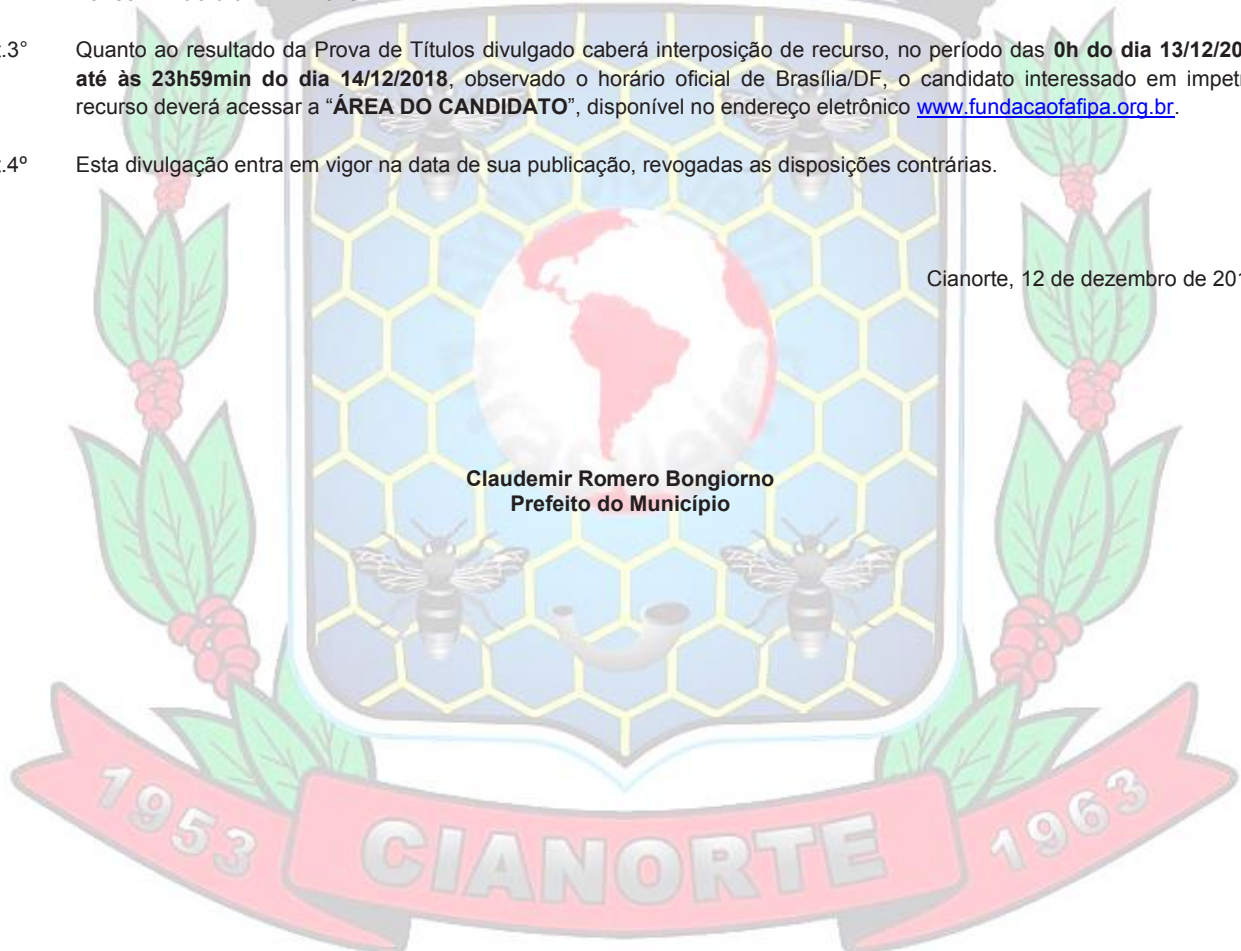 .3° Quanto ao resultado da Prova de Títulos divulgado caberá interposição de recurso, no período das 0h do dia 13/12/20
até às 23h59min do dia 14/12/2018, observado o horário oficial de Brasília/DF, o candidato interessado em impetr
recurso deverá acessar a “ÁREA DO CANDIDATO”, disponível no endereço eletrônico www.fundacaofafipa.org.br.
.4º Esta divulgação entra em vigor na data de sua publicação, revogadas as disposições contrárias.
Cianorte, 12 de dezembro de 201
Claudemir Romero Bongiorno
Prefeito do Município
1953 CIANORTE 1963